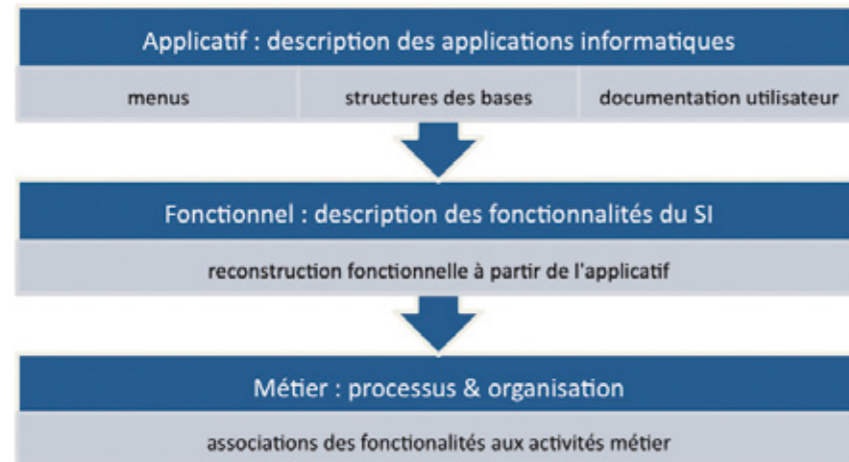 Applicatif : description des applications informatiques
menus
structures des bases
documentation utilisateur
Fonctionnel : description des fonctionnalités du SI
reconstruction fonctionnelle à partir de l'applicatif
Métier : processus & organisation
associations des fonctionalités aux activités métier